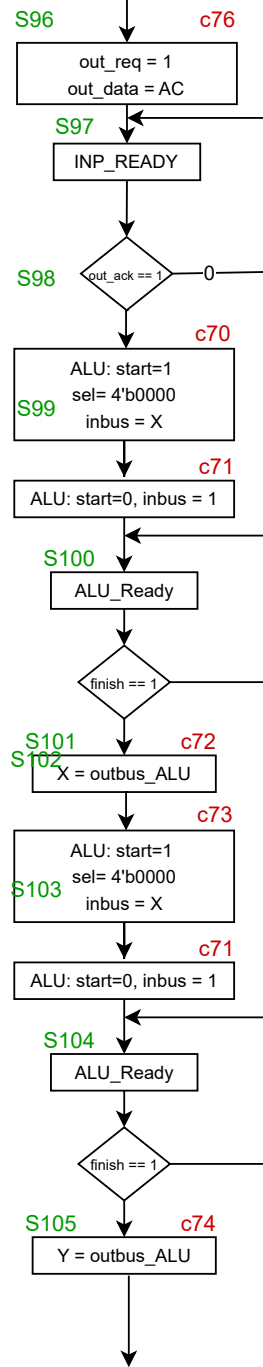 S96
c76
out_req = 1
out_data = AC
S97
INP_READY
S98
out_ack == 1
0
c70
ALU: start=1
sel= 4'b0000
S99
inbus = X
c71
ALU: start=0, inbus = 1
S100
ALU_Ready
finish == 1
S101
c72
S102
X = outbus_ALU
c73
ALU: start=1
sel= 4'b0000
S103
inbus = X
c71
ALU: start=0, inbus = 1
S104
ALU_Ready
finish == 1
S105
c74
Y = outbus_ALU